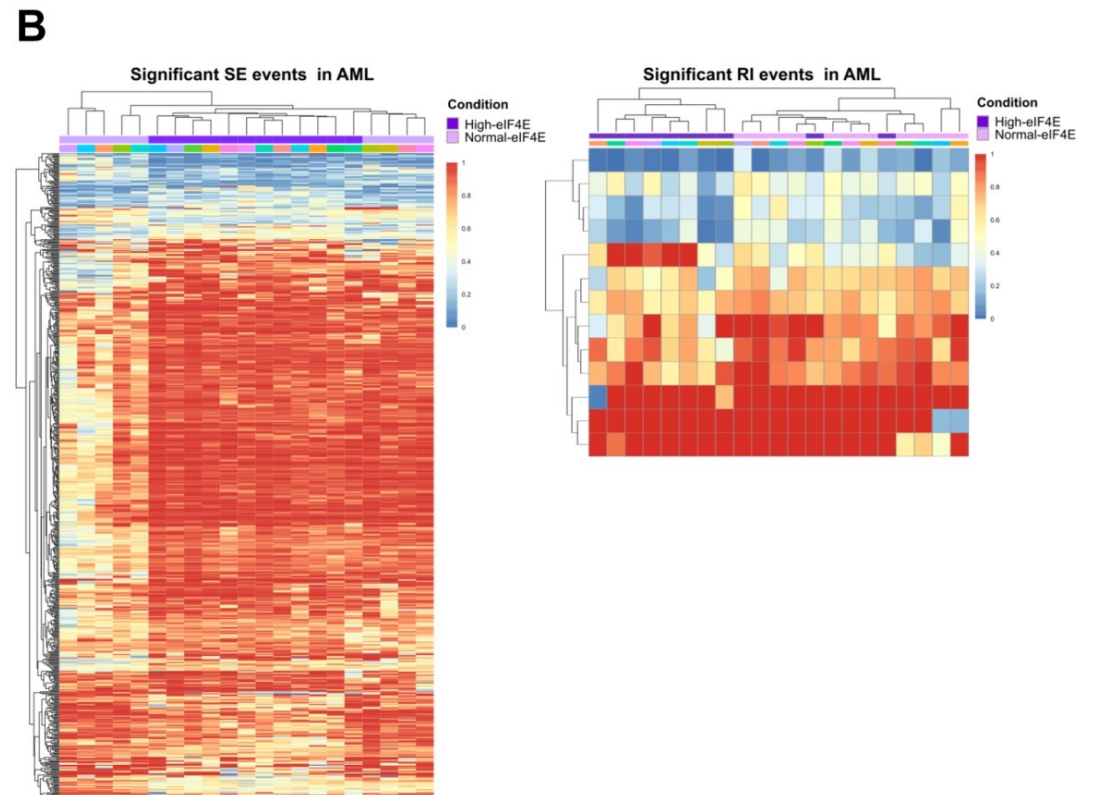 B
Significant SE events in AML
Condition
High-eIF4E
Normal-eIF4E
1
0.8
0.6
0.4
0.2
0
Significant RI events in AML
Condition
High-eIF4E
Normal-eIF4E
1
0.8
0.6
0.4
0.2
0